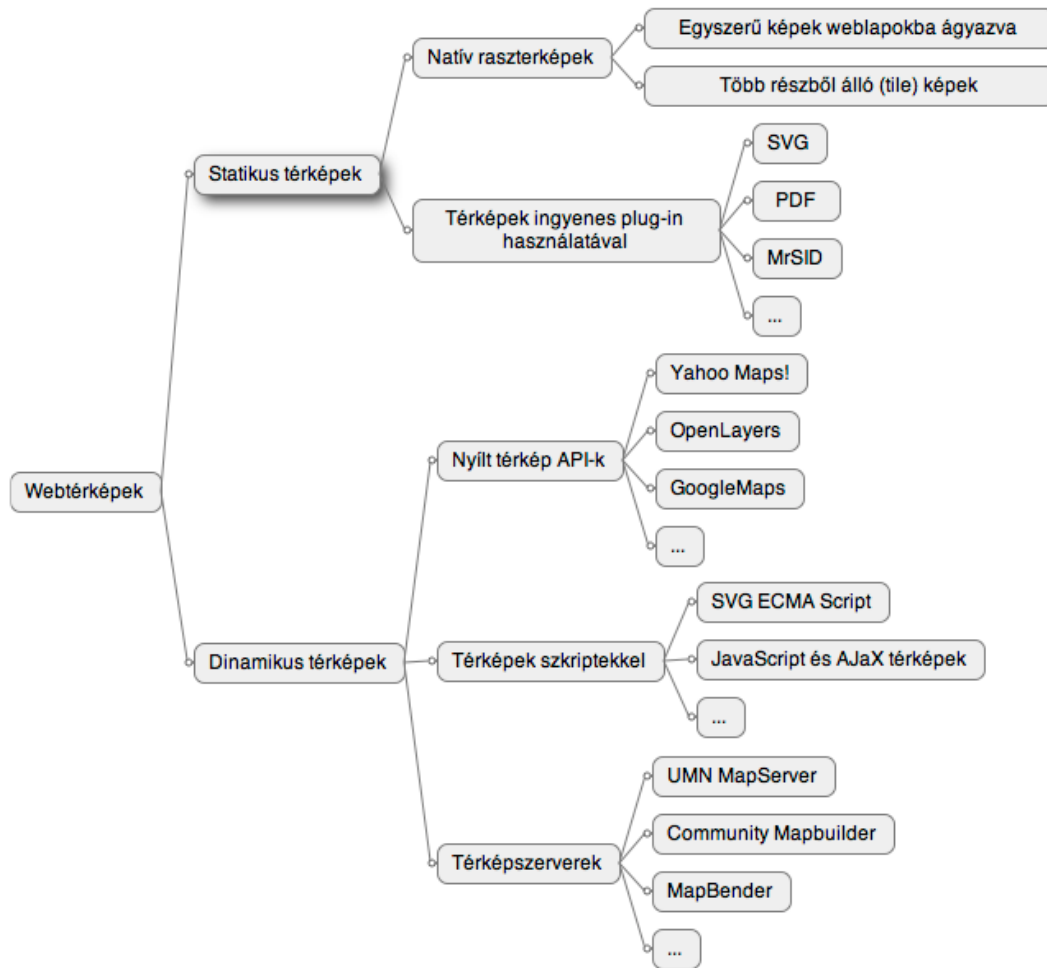 Egyszerű képek weblapokba ágyazva
Natív raszterképek
Több részből álló (tile) képek
SVG
Statikus térképek
PDF
Térképek ingyenes plug-in
használatával
MrSID
...
Yahoo Maps!
OpenLayers
Nyílt térkép API-k
GoogleMaps
Webtérképek
...
SVG ECMA Script
Dinamikus térképek
Térképek szkriptekkel
JavaScript és AJaX térképek
...
UMN MapServer
Community Mapbuilder
Térképszerverek
MapBender
...